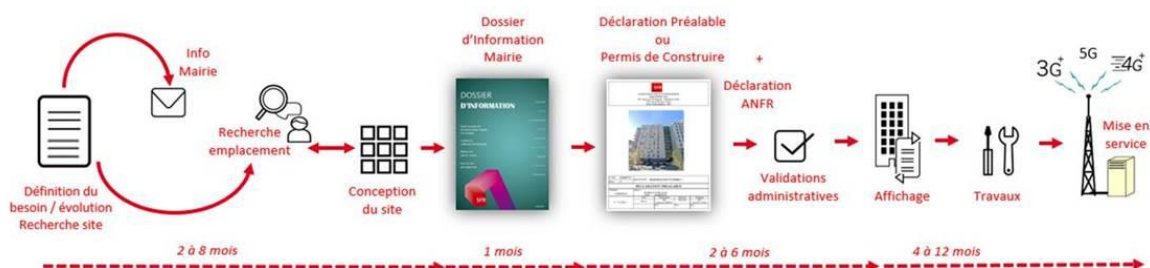 Info
Mairie
Définition du
besoin / évolution
Recherche site
Recherche
emplacement
Conception
du site
Dossier
d'Information
Mairie
DOSSIER
D'INFORMATION
SFR
Déclaration Préalable
ou
Permis de Construire
+
Déclaration
ANFR
SFR
Validations
administratives
Affichage
Travaux
3G+
5G
4G+
Mise en
service
2 à 8 mois
1 mois
2 à 6 mois
4 à 12 mois